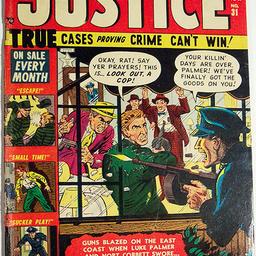 JUSTICE
NO.
31
TRUE CASES PROVING CRIME CAN'T WIN!
ON SALE
EVERY
MONTH
"ESCAPE!"
"SMALL TIME!"
"SUCKER PLAY!"
OKAY, RAT! SAY
YER PRAYERS! THIS
IS...LOOK OUT, A
COP!
YOUR KILLIN'
DAYS ARE OVER,
PALMER! WE'VE
FINALLY GOT THE
GOODS ON YOU!
GUNS BLAZED ON THE EAST
COAST WHEN LUKE PALMER
AND MORT CORBETT SWORE...